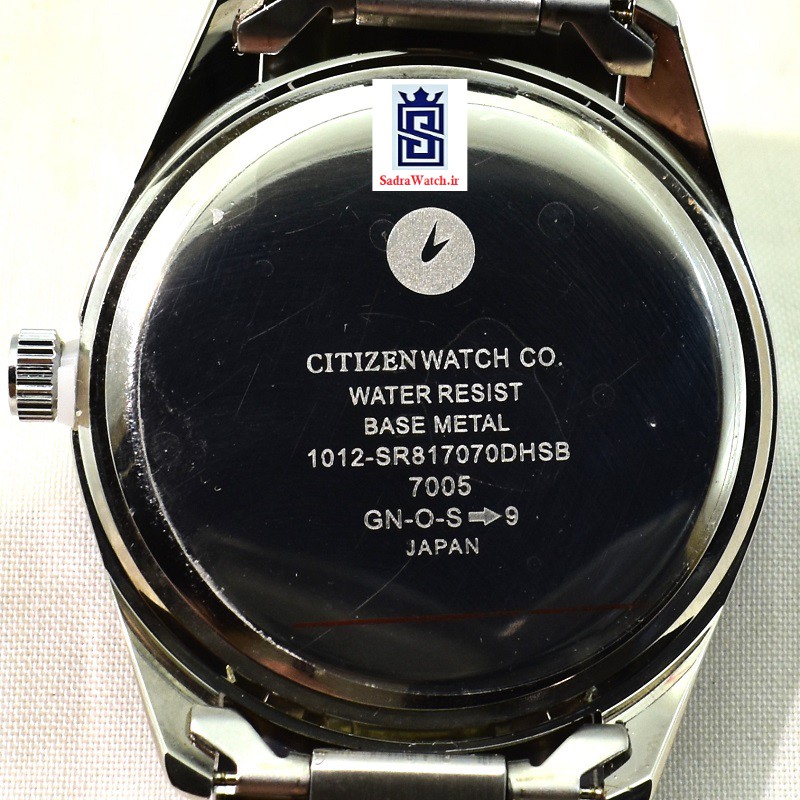 SadraWatch.ir
CITIZENWATCH CO.
WATER RESIST
BASE METAL
1012-SR817070DHSB
7005
GN-O-S➡9
JAPAN